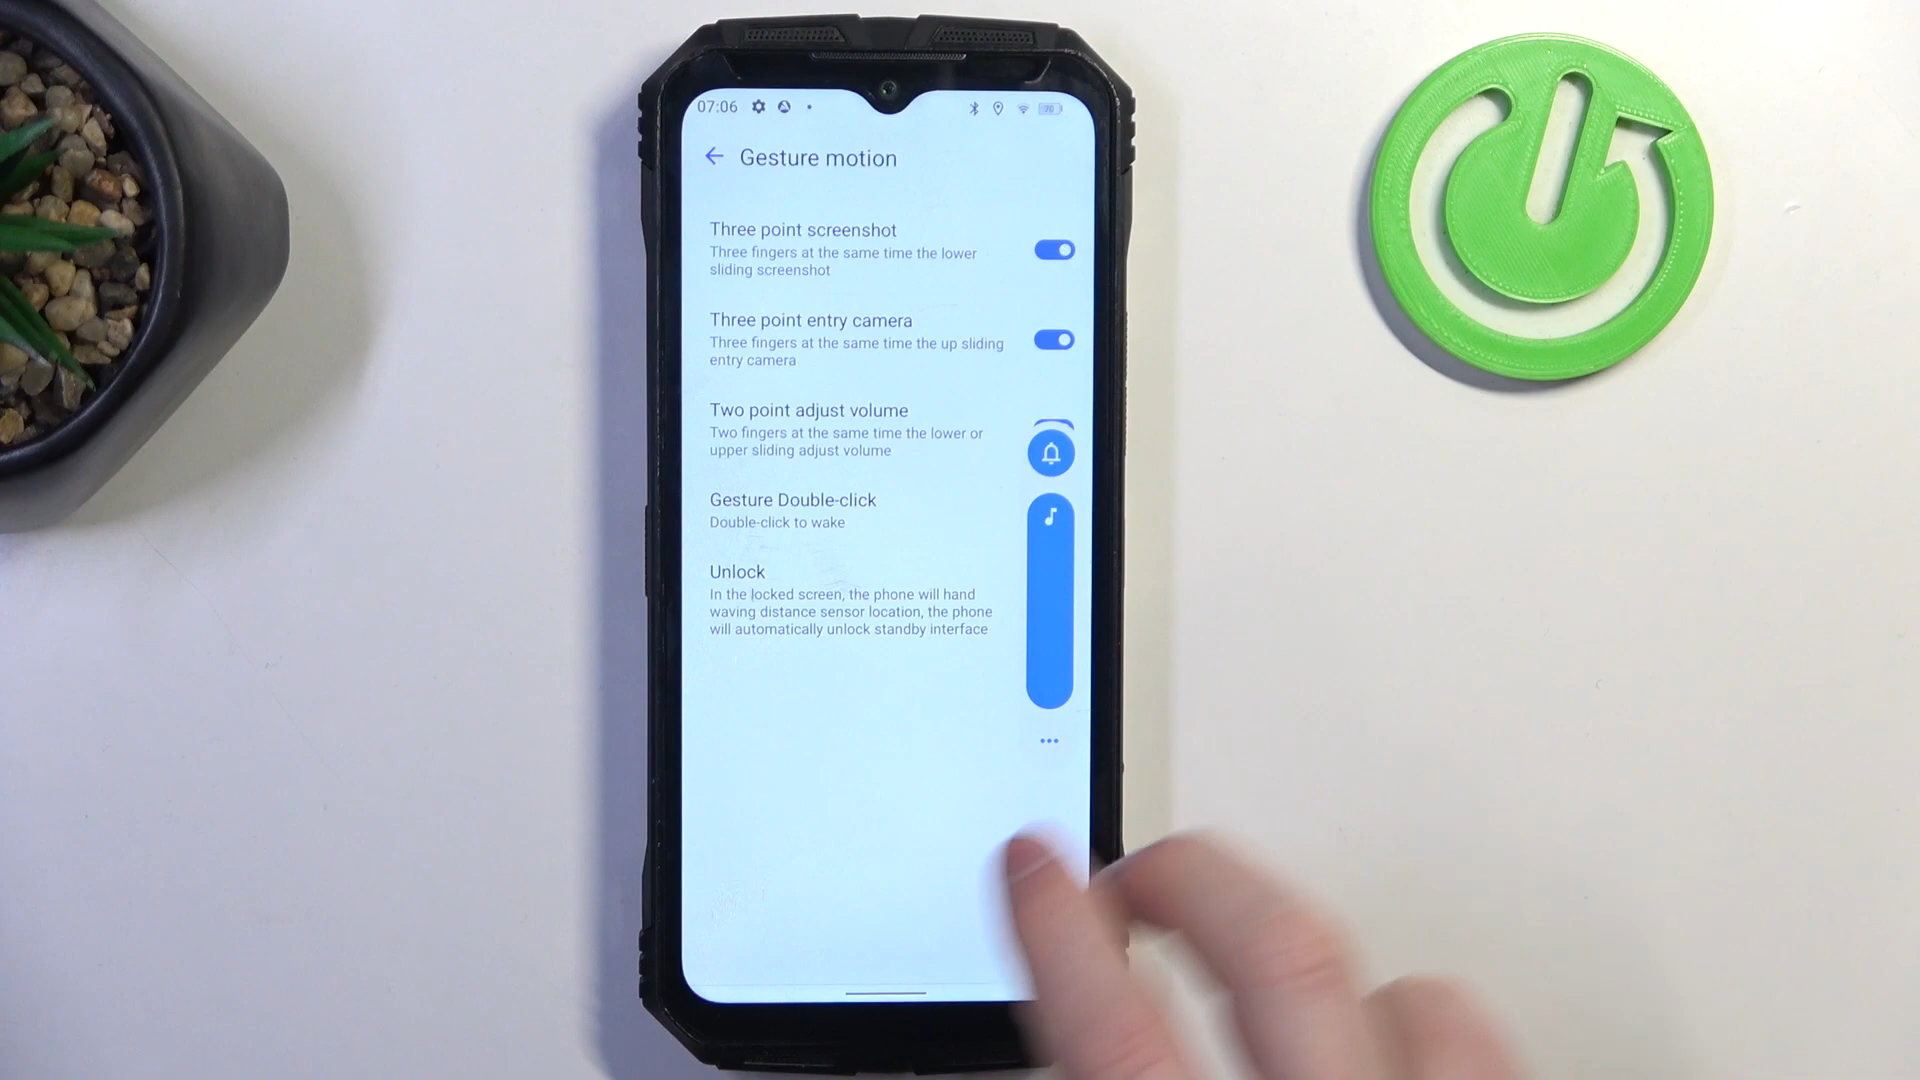 07:06
Gesture motion
Three point screenshot
Three fingers at the same time the lower
sliding screenshot
Three point entry camera
Three fingers at the same time the up sliding
entry camera
Two point adjust volume
Two fingers at the same time the lower or
upper sliding adjust volume
Gesture Double-click
Double-click to wake
Unlock
In the locked screen, the phone will hand
waving distance sensor location, the phone
will automatically unlock standby interface